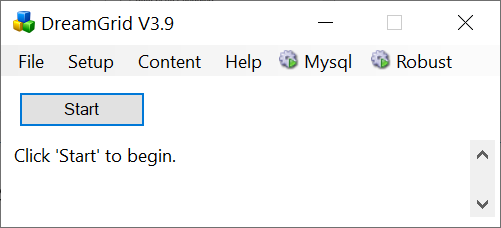 DreamGrid V3.9
File Setup Content Help Mysql Robust
Start
Click 'Start' to begin.